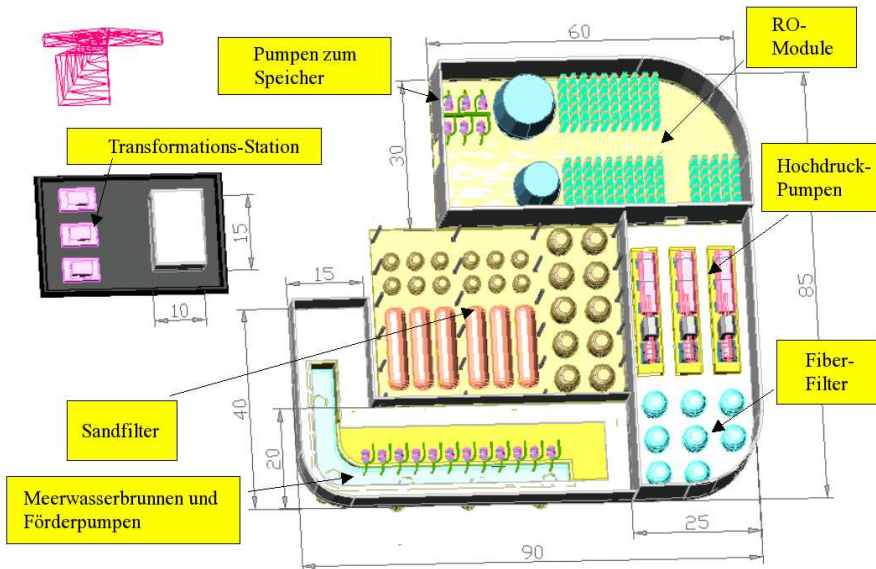 60
RO-
Module
Pumpen zum
Speicher
Transformations-Station
30
Hochdruck-
Pumpen
15
10
15
85
40
20
Fiber-
Filter
Sandfilter
Meerwasserbrunnen und
Förderpumpen
25
90